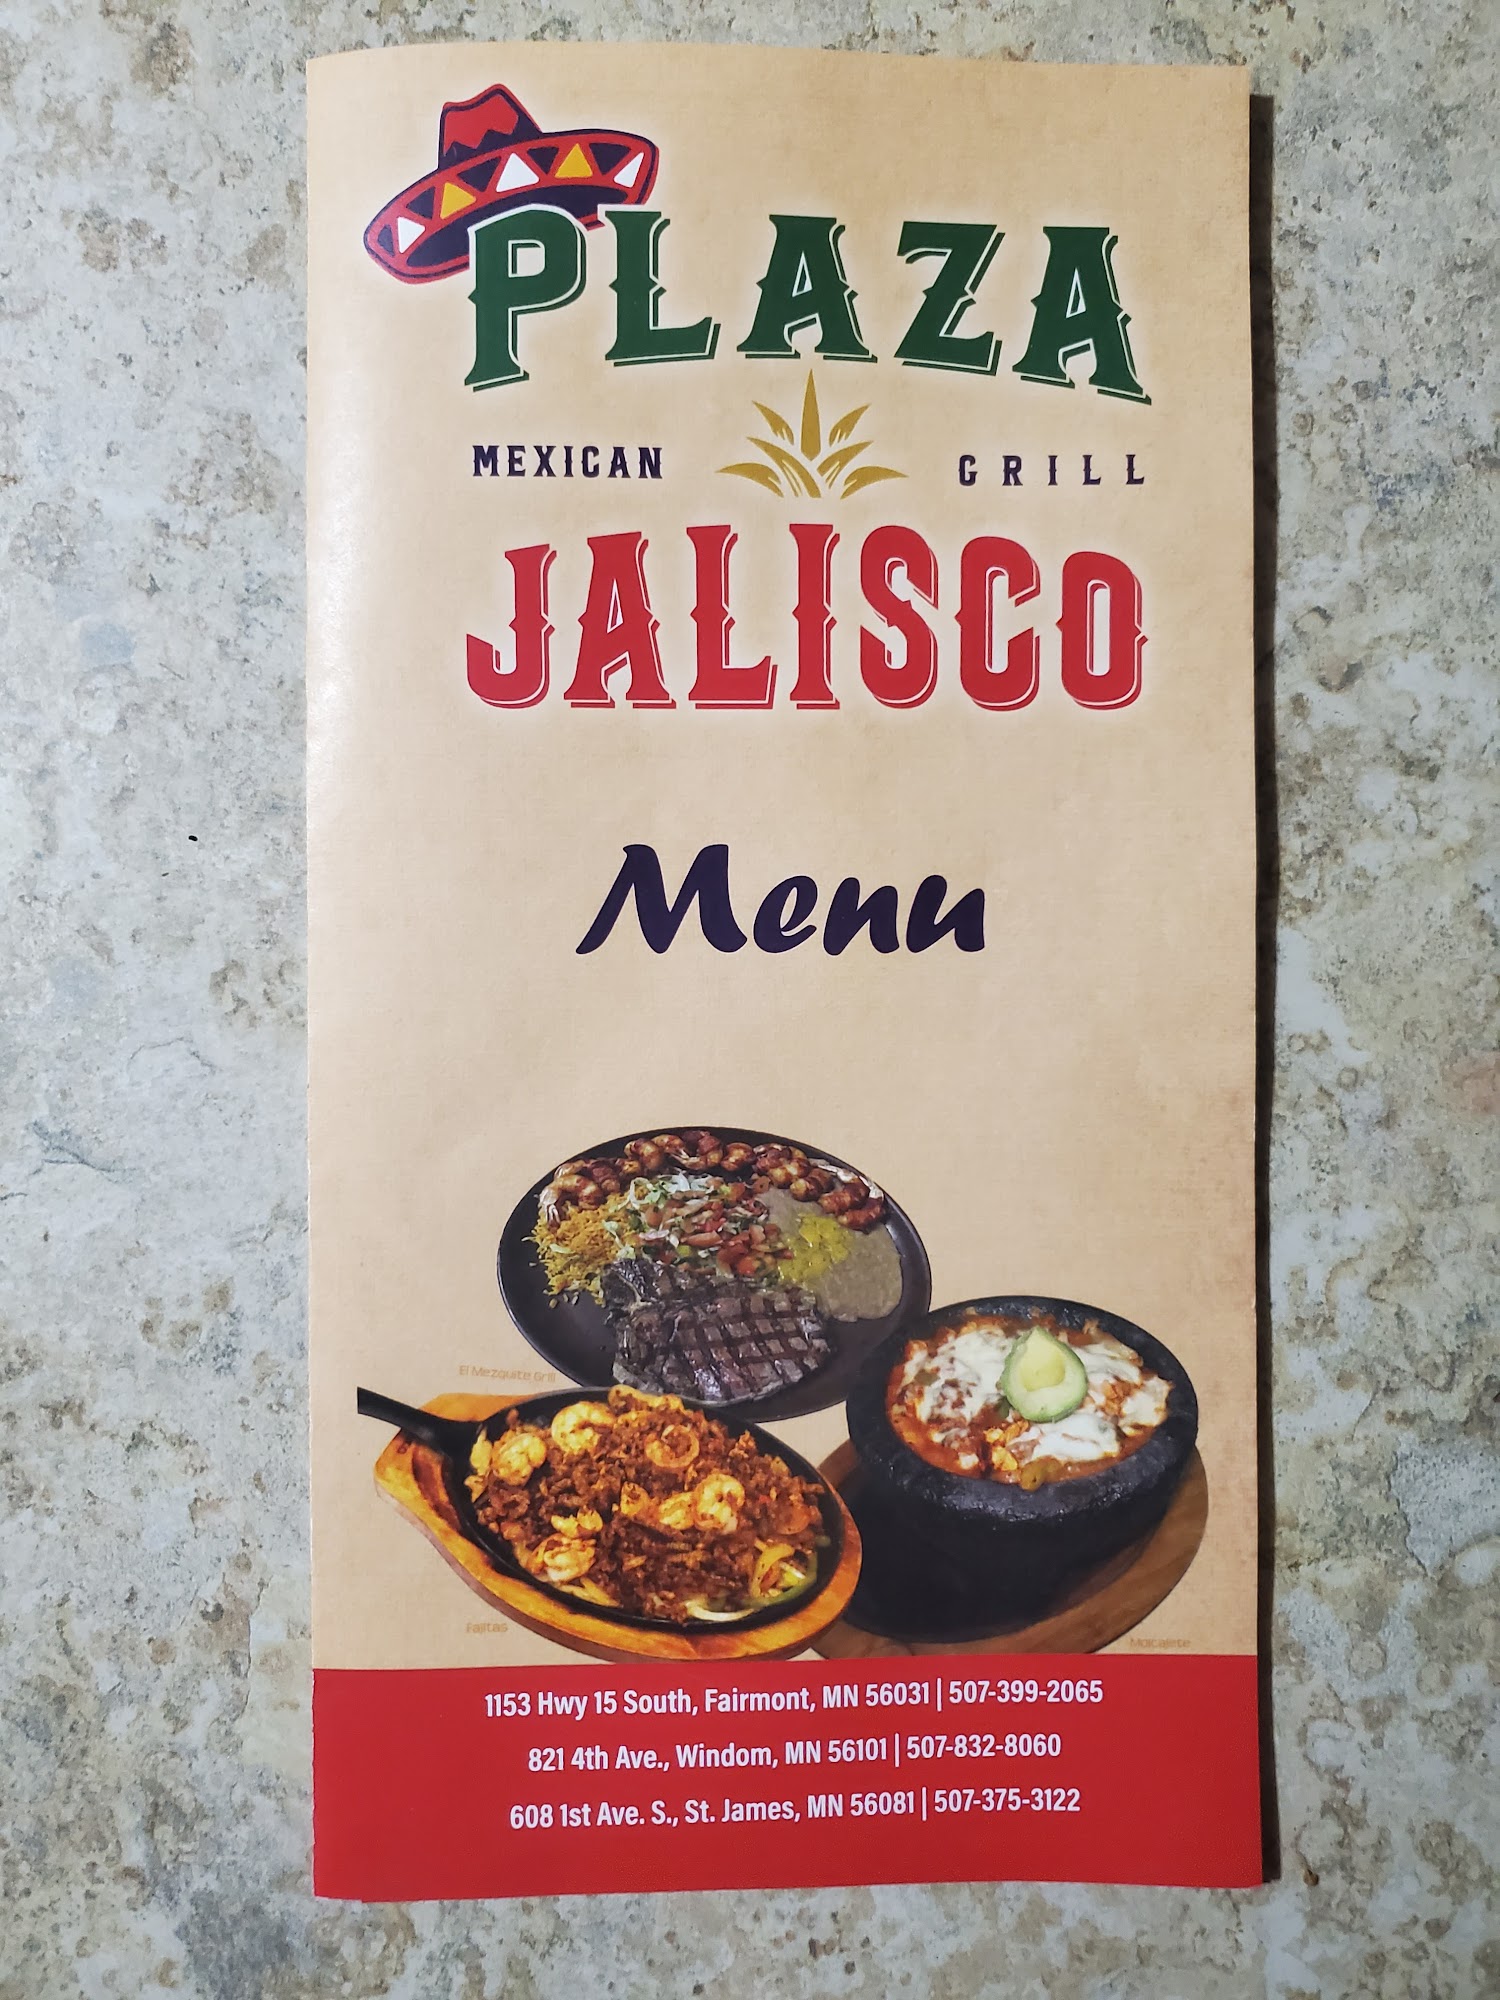 PLAZA
MEXICAN GRILL
JALISCO
Menu
El Mezquite Grill
Fajitas
Molcajete
1153 Hwy 15 South, Fairmont, MN 56031 | 507-399-2065
821 4th Ave., Windom, MN 56101 | 507-832-8060
608 1st Ave. S., St. James, MN 56081 | 507-375-3122